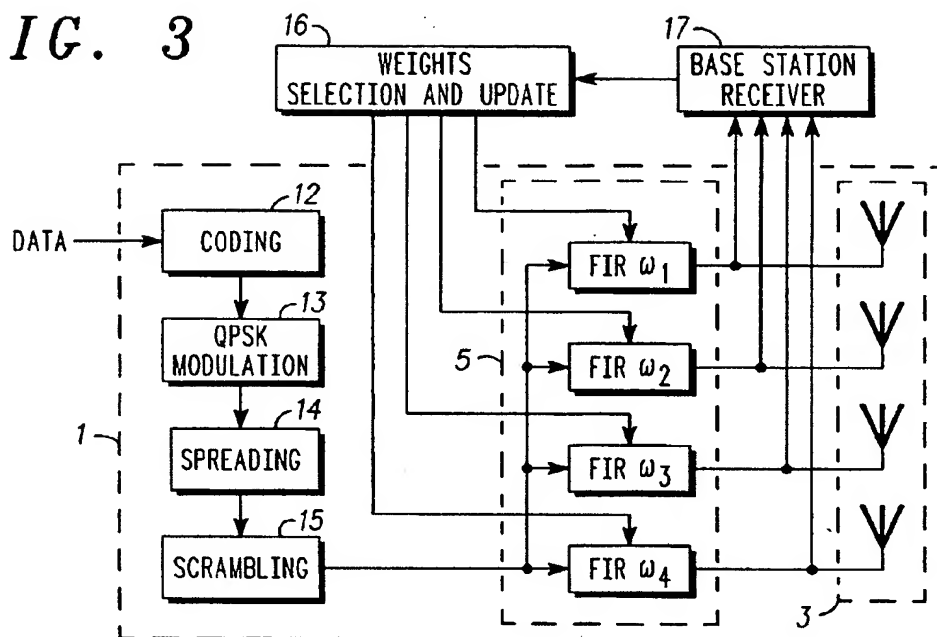 IG. 3
16
WEIGHTS
SELECTION AND UPDATE
17
BASE STATION
RECEIVER
DATA
12
CODING
13
QPSK
MODULATION
14
SPREADING
15
SCRAMBLING
1
5
FIR ω1
FIR ω2
FIR ω3
FIR ω4
3